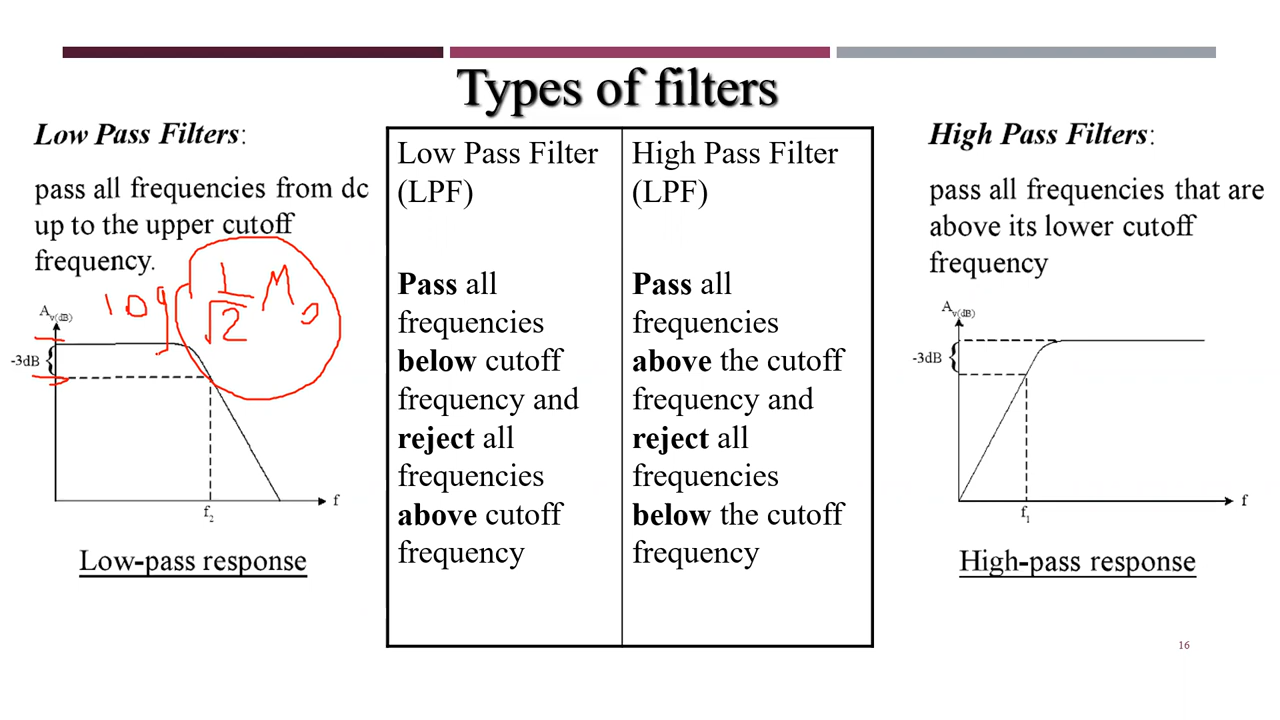 Types of filters
Low Pass Filters:
pass all frequencies from dc
up to the upper cutoff
frequency.
log { 1/√2 M₀
Av(dB)
-3dB
f
f₂
Low-pass response
Low Pass Filter
(LPF)
Pass all
frequencies
below cutoff
frequency and
reject all
frequencies
above cutoff
frequency
High Pass Filter
(LPF)
Pass all
frequencies
above the cutoff
frequency and
reject all
frequencies
below the cutoff
frequency
High Pass Filters:
pass all frequencies that are
above its lower cutoff
frequency
Av(dB)
-3dB
f
f₁
High-pass response
16